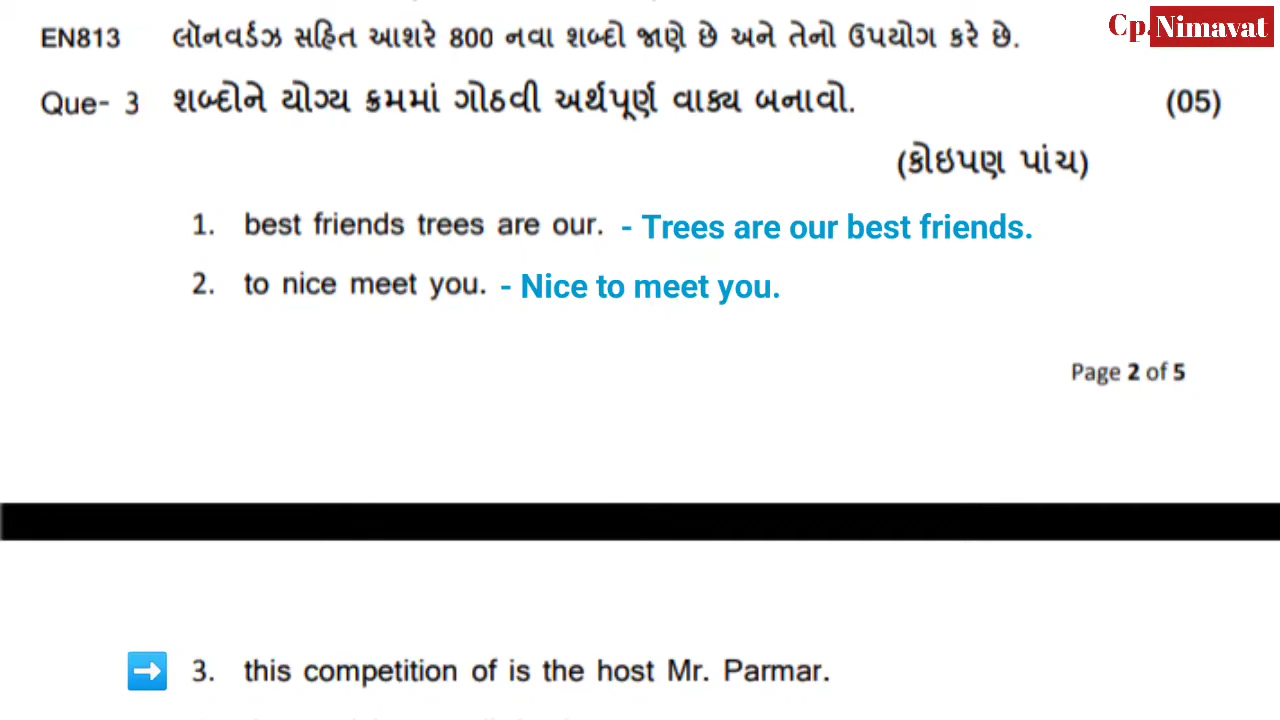 Cp. Nimavat
EN813 લૉનવર્ડઝ સહિત આશરે 800 નવા શબ્દો જાણે છે અને તેનો ઉપયોગ કરે છે.
Que- 3 શબ્દોને યોગ્ય ક્રમમાં ગોઠવી અર્થપૂર્ણ વાક્ય બનાવો. (05)
(કોઇપણ પાંચ)
1. best friends trees are our. - Trees are our best friends.
2. to nice meet you. - Nice to meet you.
Page 2 of 5
3. this competition of is the host Mr. Parmar.